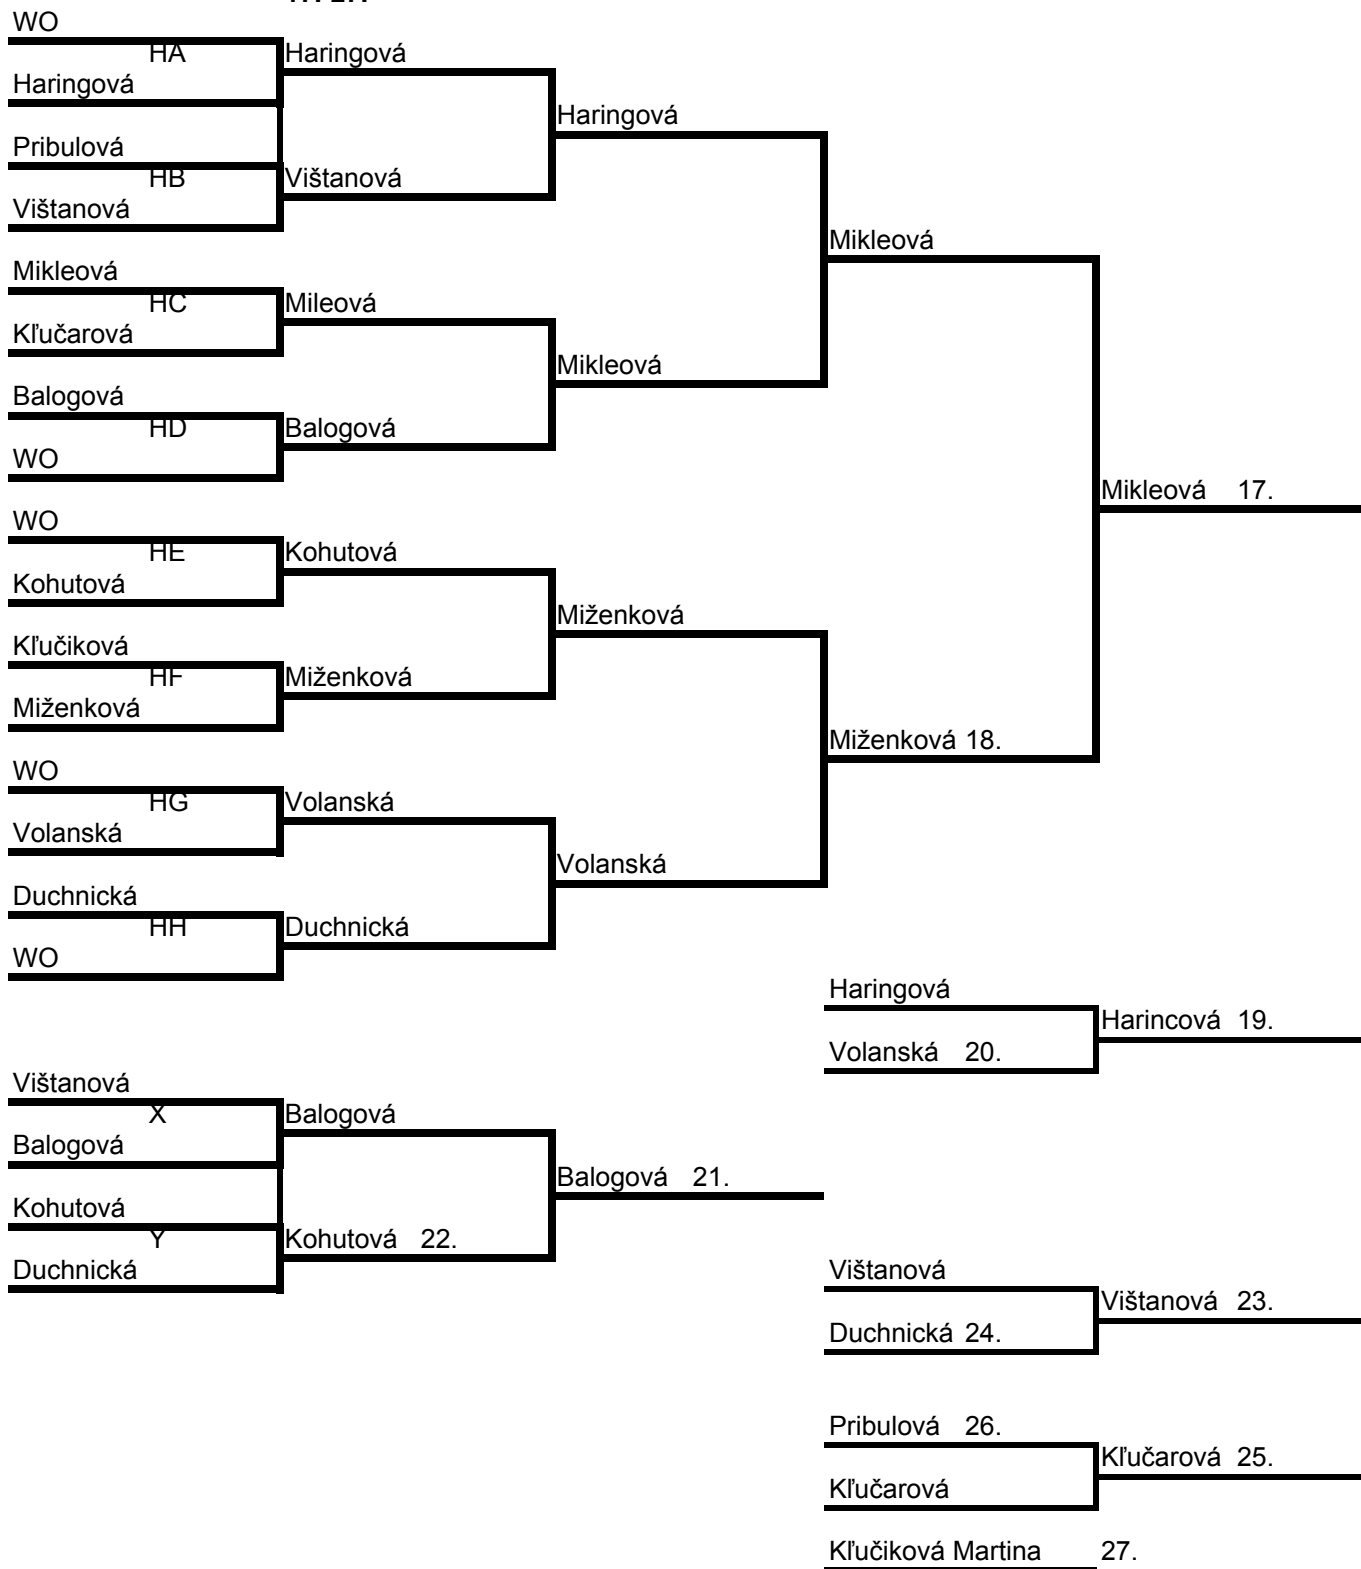 WO
HA Haringová
Haringová
Haringová
Pribulová
HB Vištanová
Vištanová
Mikleová
Mikleová
HC Mileová
Kľučarová
Mikleová
Balogová
HD Balogová
WO
Mikleová 17.
WO
HE Kohutová
Kohutová
Miženková
Kľučiková
HF Miženková
Miženková
Miženková 18.
WO
HG Volanská
Volanská
Volanská
Duchnická
HH Duchnická
WO
Haringová
Harincová 19.
Volanská 20.
Vištanová
X Balogová
Balogová
Balogová 21.
Kohutová
Y Kohutová 22.
Duchnická
Vištanová
Vištanová 23.
Duchnická 24.
Pribulová 26.
Kľučarová 25.
Kľučarová
Kľučiková Martina 27.